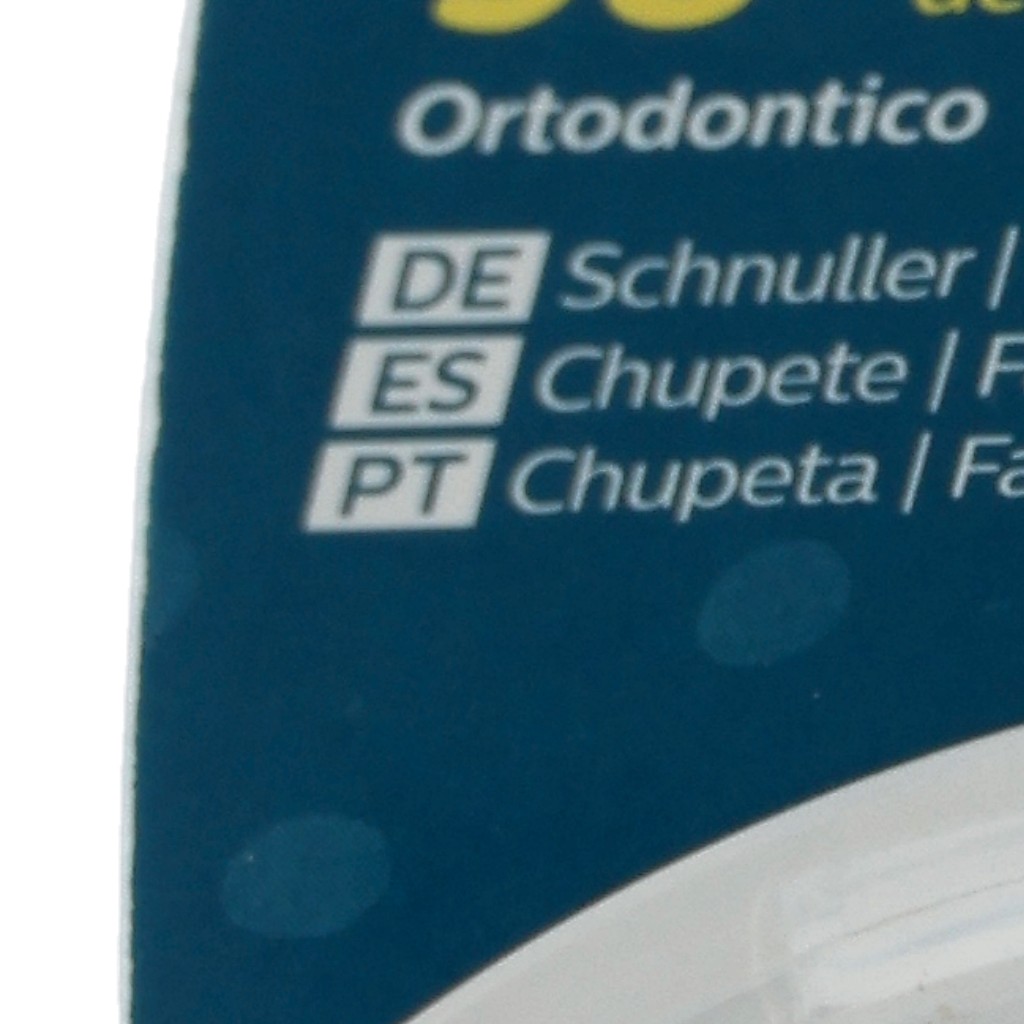 Ortodontico
DE Schnuller |
ES Chupete |
PT Chupeta |